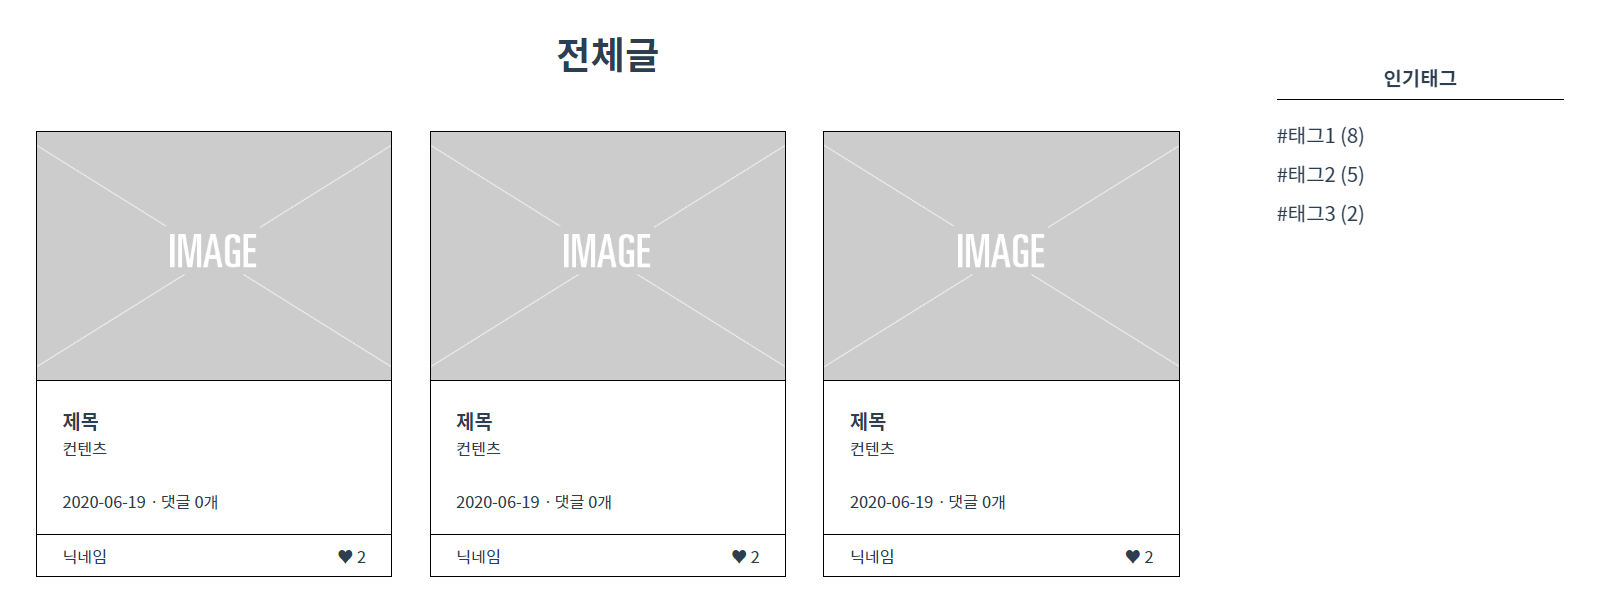 전체글
IMAGE
제목
컨텐츠
2020-06-19 · 댓글 0개
닉네임 ♥ 2
IMAGE
제목
컨텐츠
2020-06-19 · 댓글 0개
닉네임 ♥ 2
IMAGE
제목
컨텐츠
2020-06-19 · 댓글 0개
닉네임 ♥ 2
인기태그
#태그1 (8)
#태그2 (5)
#태그3 (2)